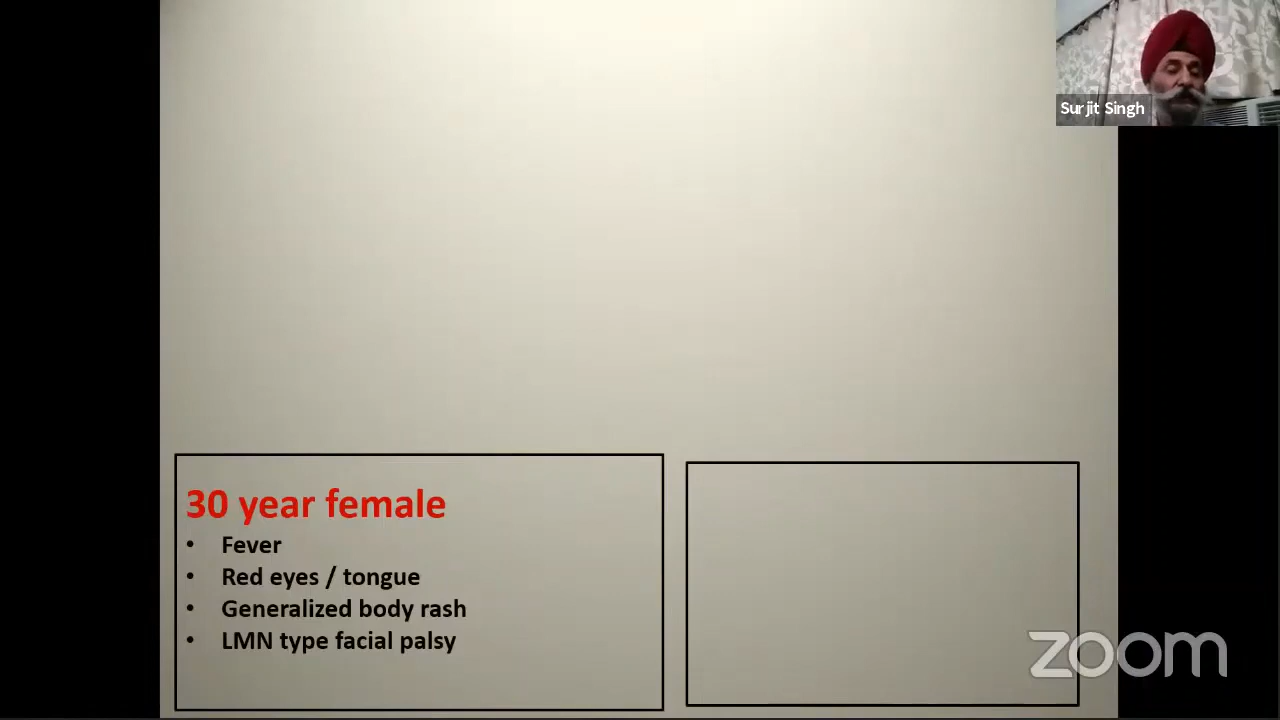 Surjit Singh
30 year female
• Fever
• Red eyes / tongue
• Generalized body rash
• LMN type facial palsy
zoom